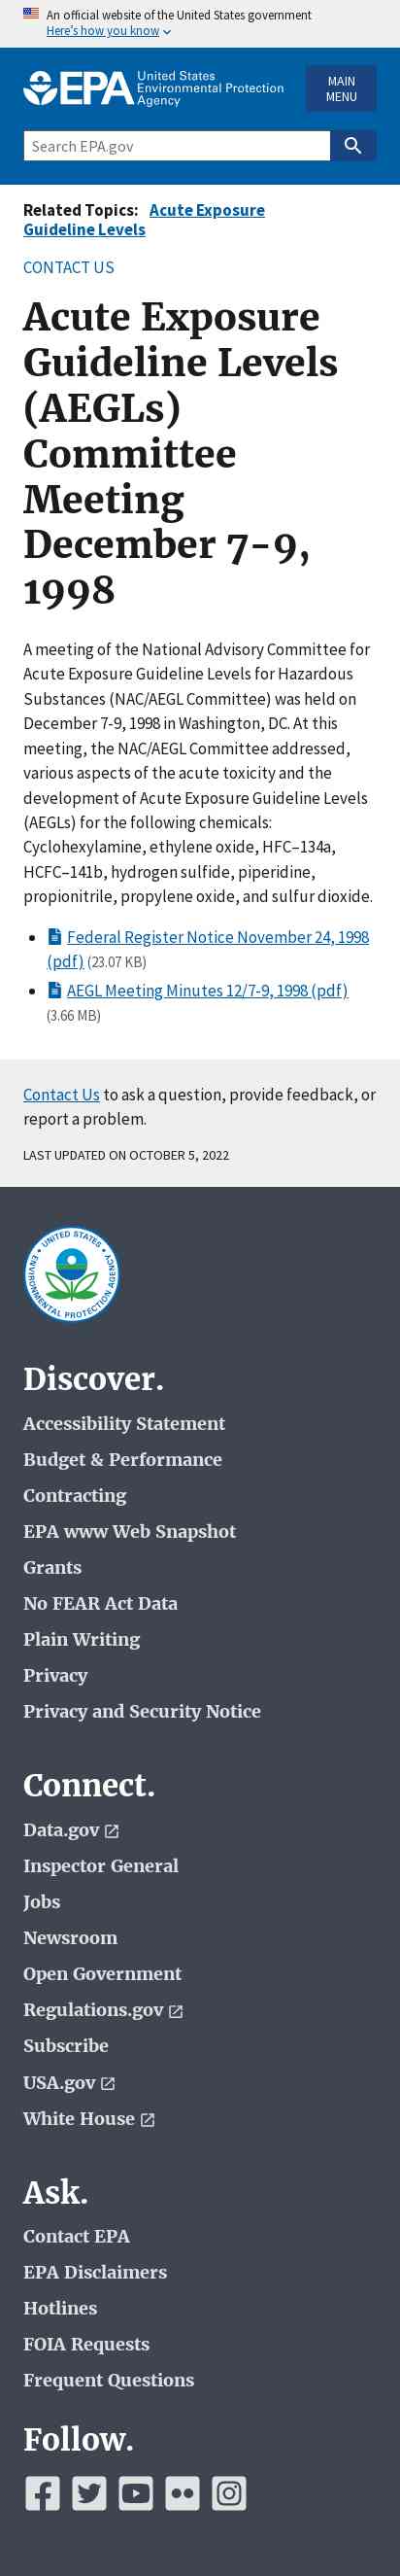 An official website of the United States government
Here's how you know
EPA United States
Environmental Protection
Agency
MAIN
MENU
Search EPA.gov
Related Topics: Acute Exposure
Guideline Levels
CONTACT US
Acute Exposure
Guideline Levels
(AEGLs)
Committee
Meeting
December 7-9,
1998
A meeting of the National Advisory Committee for
Acute Exposure Guideline Levels for Hazardous
Substances (NAC/AEGL Committee) was held on
December 7-9, 1998 in Washington, DC. At this
meeting, the NAC/AEGL Committee addressed,
various aspects of the acute toxicity and the
development of Acute Exposure Guideline Levels
(AEGLs) for the following chemicals:
Cyclohexylamine, ethylene oxide, HFC–134a,
HCFC–141b, hydrogen sulfide, piperidine,
propionitrile, propylene oxide, and sulfur dioxide.
Federal Register Notice November 24, 1998
(pdf) (23.07 KB)
AEGL Meeting Minutes 12/7-9, 1998 (pdf)
(3.66 MB)
Contact Us to ask a question, provide feedback, or
report a problem.
LAST UPDATED ON OCTOBER 5, 2022
UNITED STATES
ENVIRONMENTAL PROTECTION AGENCY
Discover.
Accessibility Statement
Budget & Performance
Contracting
EPA www Web Snapshot
Grants
No FEAR Act Data
Plain Writing
Privacy
Privacy and Security Notice
Connect.
Data.gov
Inspector General
Jobs
Newsroom
Open Government
Regulations.gov
Subscribe
USA.gov
White House
Ask.
Contact EPA
EPA Disclaimers
Hotlines
FOIA Requests
Frequent Questions
Follow.